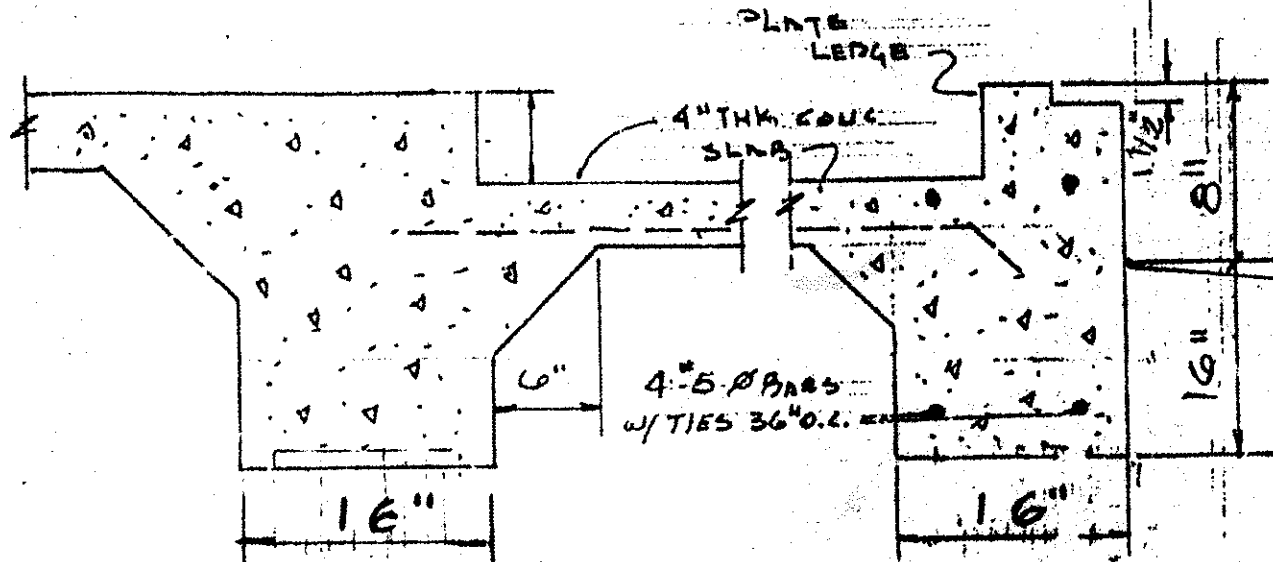 PLATE
LEDGE
4" THK. CONC
SLAB
1 1/2"
8"
16"
6"
4-#5 Ø BARS
W/ TIES 36" O.C.
16"
16"